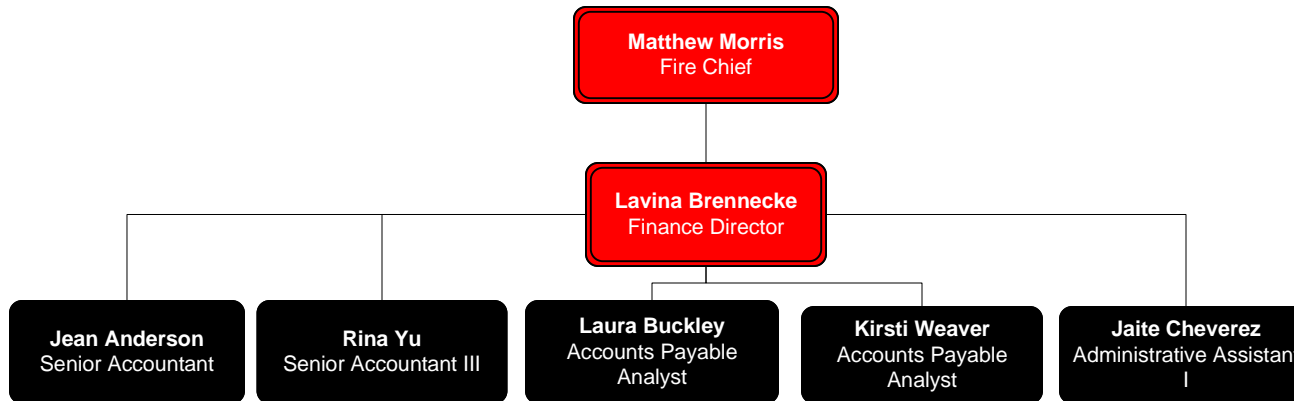 Matthew Morris
Fire Chief
Lavina Brennecke
Finance Director
Jean Anderson
Senior Accountant
Rina Yu
Senior Accountant III
Laura Buckley
Accounts Payable
Analyst
Kirsti Weaver
Accounts Payable
Analyst
Jaite Cheverez
Administrative Assistant
I